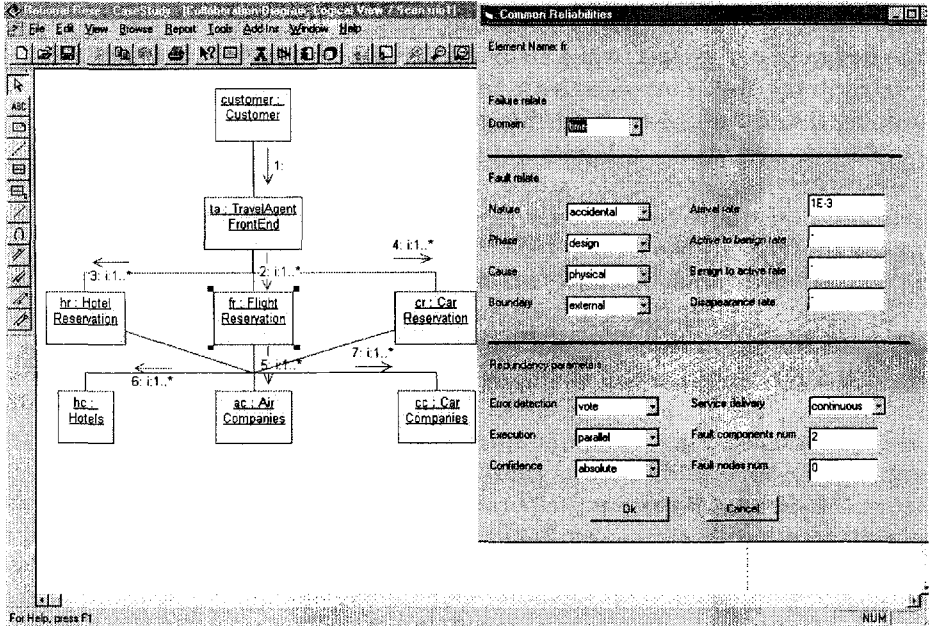 Rational Rose - CaseStudy - [Collaboration Diagram: Logical View /
File Edit View Browse Report Tools Add-Ins Window Help
ABC
customer :
Customer
1:
ta : TravelAgent
FrontEnd
4: i:1..*
3: i:1..*
2: i:1..*
hr : Hotel
Reservation
fr : Flight
Reservation
cr : Car
Reservation
7: i:1..*
5: i:1..*
6: i:1..*
hc :
Hotels
ac : Air
Companies
cc : Car
Companies
For Help, press F1
NUM
Common Reliabilities
Element Name: fr
Failure relate
Domain time
Fault relate
Nature accidental Arrival rate 1E-3
Phase design Active to benign rate -
Cause physical Benign to active rate -
Boundary external Disapearance rate -
Redundancy parameters
Error detection vote Service delivery continuous
Execution parallel Fault components num 2
Confidence absolute Fault nodes num 0
Ok Cancel